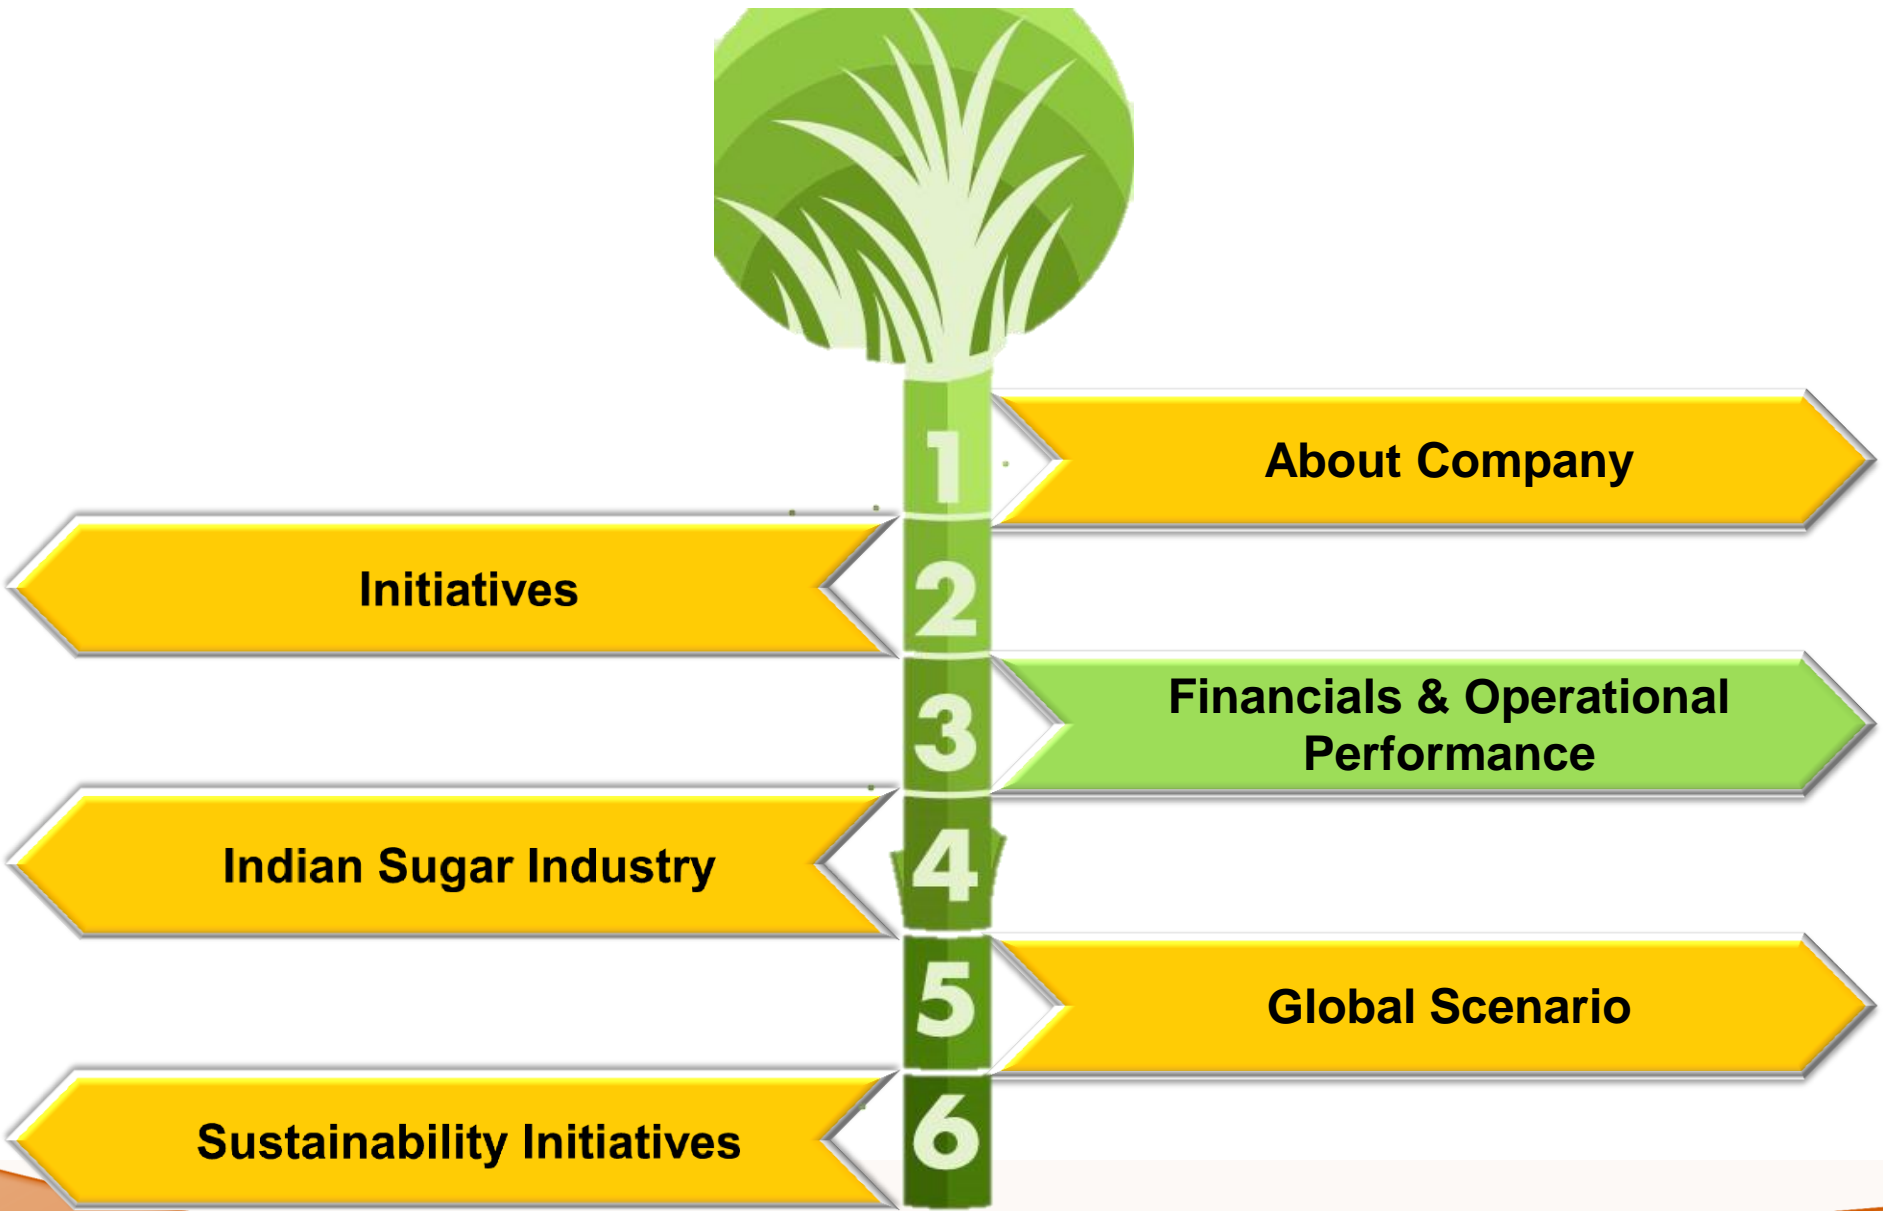 1
About Company
2
Initiatives
3
Financials & Operational
Performance
4
Indian Sugar Industry
5
Global Scenario
6
Sustainability Initiatives